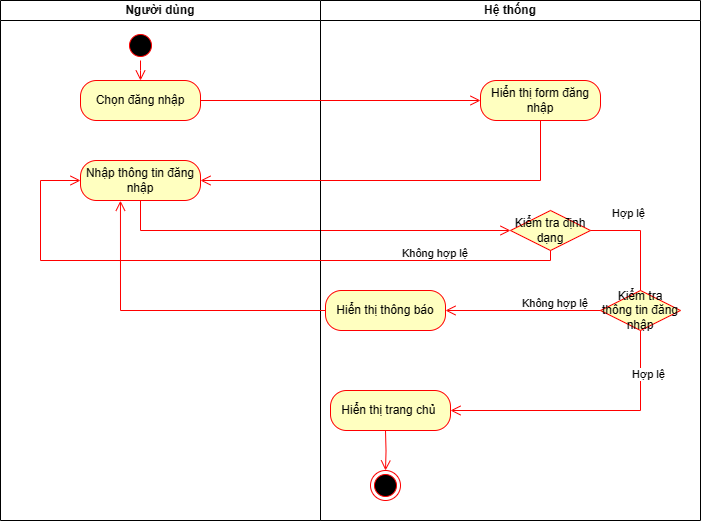 Người dùng
Hệ thống
Chọn đăng nhập
Hiển thị form đăng
nhập
Nhập thông tin đăng
nhập
Kiểm tra định
dạng
Hợp lệ
Không hợp lệ
Hiển thị thông báo
Không hợp lệ
Kiểm tra
thông tin đăng
nhập
Hợp lệ
Hiển thị trang chủ